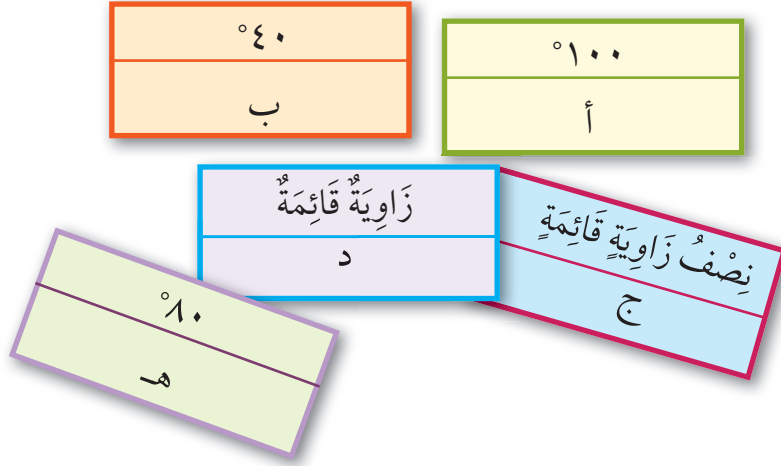 °١٠٠
أ
°٤٠
ب
نِصْفُ زَاوِيَةٍ قَائِمَةٍ
ج
زَاوِيَةٌ قَائِمَةٌ
د
°٨٠
هـ